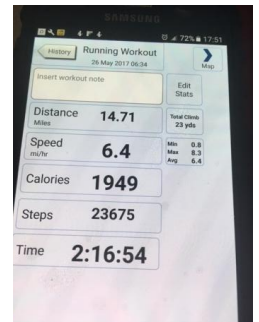 SAMSUNG
72% 17:51
History Running Workout
26 May 2017 06:34
Map
Insert workout note
Edit
Stats
Distance 14.71
Miles
Total Climb
23 yds
Speed 6.4
mi/hr
Min 0.8
Max 8.3
Avg 6.4
Calories 1949
Steps 23675
Time 2:16:54